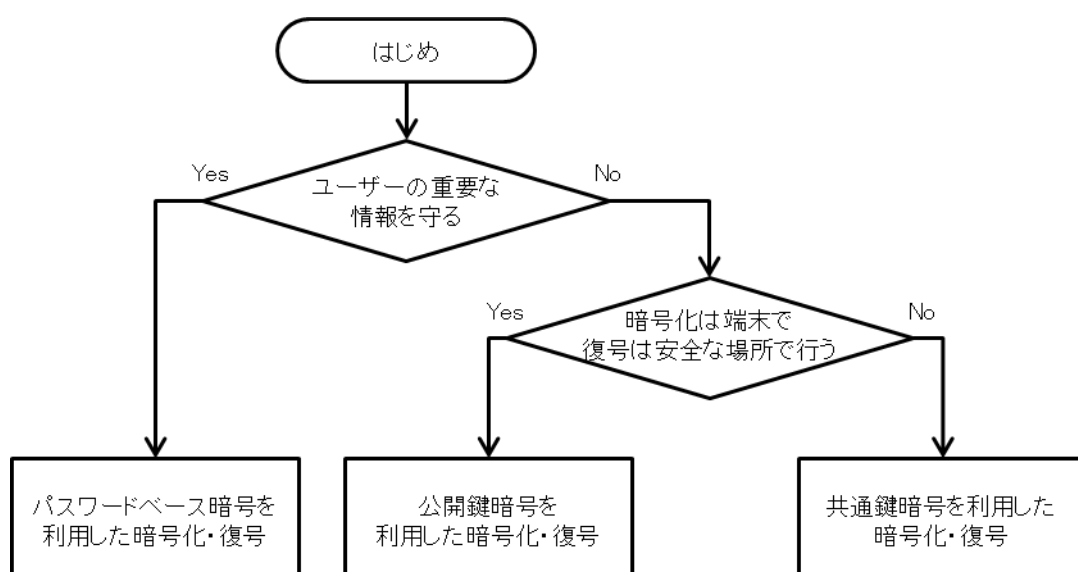 はじめ
Yes
No
ユーザーの重要な
情報を守る
Yes
No
暗号化は端末で
復号は安全な場所で行う
パスワードベース暗号を
利用した暗号化・復号
公開鍵暗号を
利用した暗号化・復号
共通鍵暗号を利用した
暗号化・復号